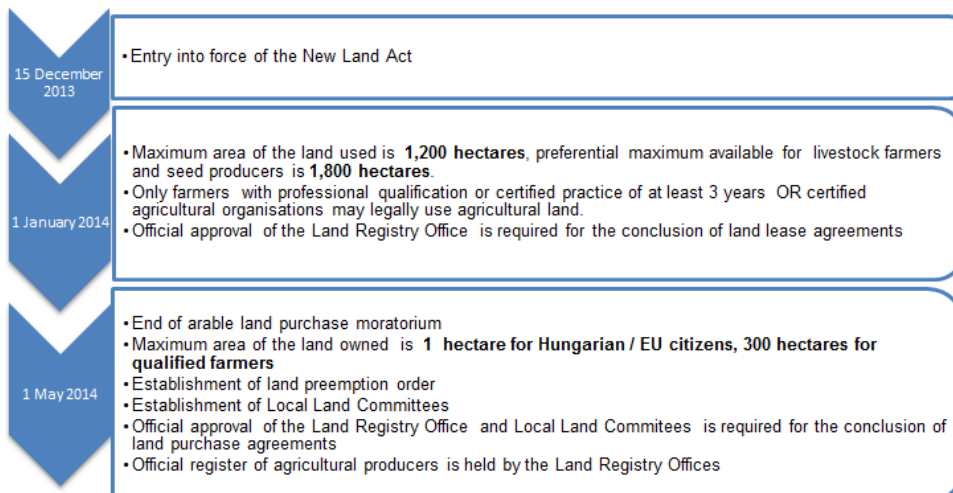 15 December
2013
• Entry into force of the New Land Act
1 January 2014
• Maximum area of the land used is 1,200 hectares, preferential maximum available for livestock farmers
and seed producers is 1,800 hectares.
• Only farmers with professional qualification or certified practice of at least 3 years OR certified
agricultural organisations may legally use agricultural land.
• Official approval of the Land Registry Office is required for the conclusion of land lease agreements
1 May 2014
• End of arable land purchase moratorium
• Maximum area of the land owned is 1 hectare for Hungarian / EU citizens, 300 hectares for
qualified farmers
• Establishment of land preemption order
• Establishment of Local Land Committees
• Official approval of the Land Registry Office and Local Land Commitees is required for the conclusion of
land purchase agreements
• Official register of agricultural producers is held by the Land Registry Offices